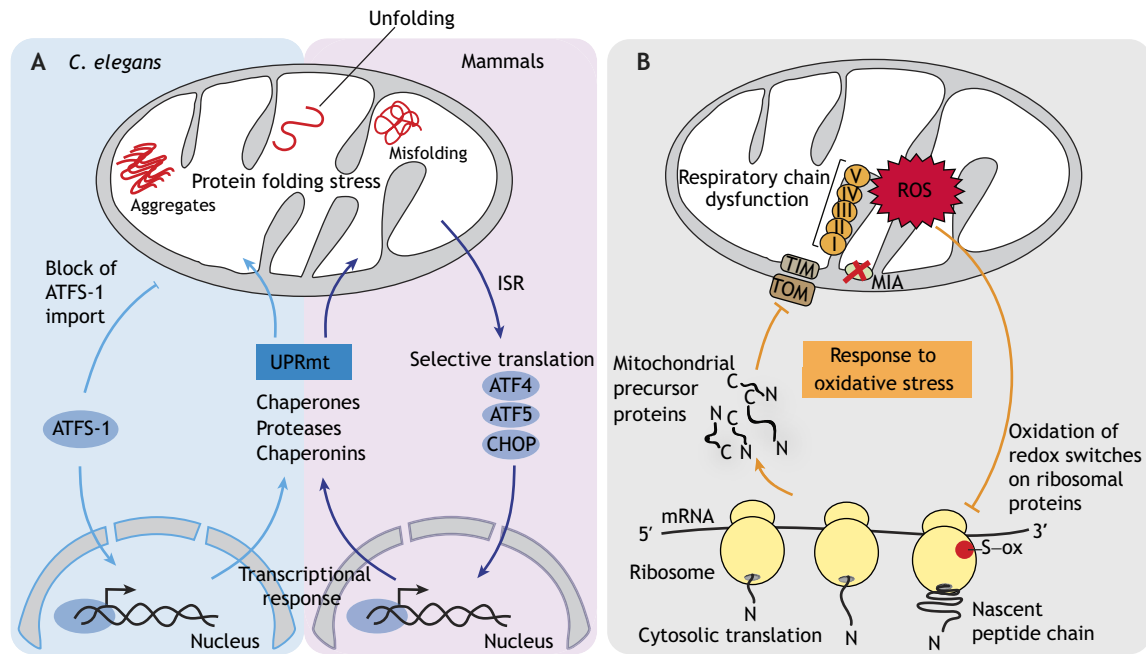 Unfolding
A
C. elegans
Mammals
Misfolding
Protein folding stress
Aggregates
Block of
ATFS-1
import
ISR
UPRmt
Selective translation
ATF4
ATF5
CHOP
Chaperones
Proteases
Chaperonins
ATFS-1
Transcriptional
response
Nucleus
Nucleus
B
Respiratory chain
dysfunction
V
IV
III
II
I
ROS
TIM
TOM
MIA
Mitochondrial
precursor
proteins
Response to
oxidative stress
C
N
C
N
C
N
N
Oxidation of
redox switches
on ribosomal
proteins
mRNA
5′
3′
S–ox
Ribosome
N
N
N
Cytosolic translation
Nascent
peptide chain